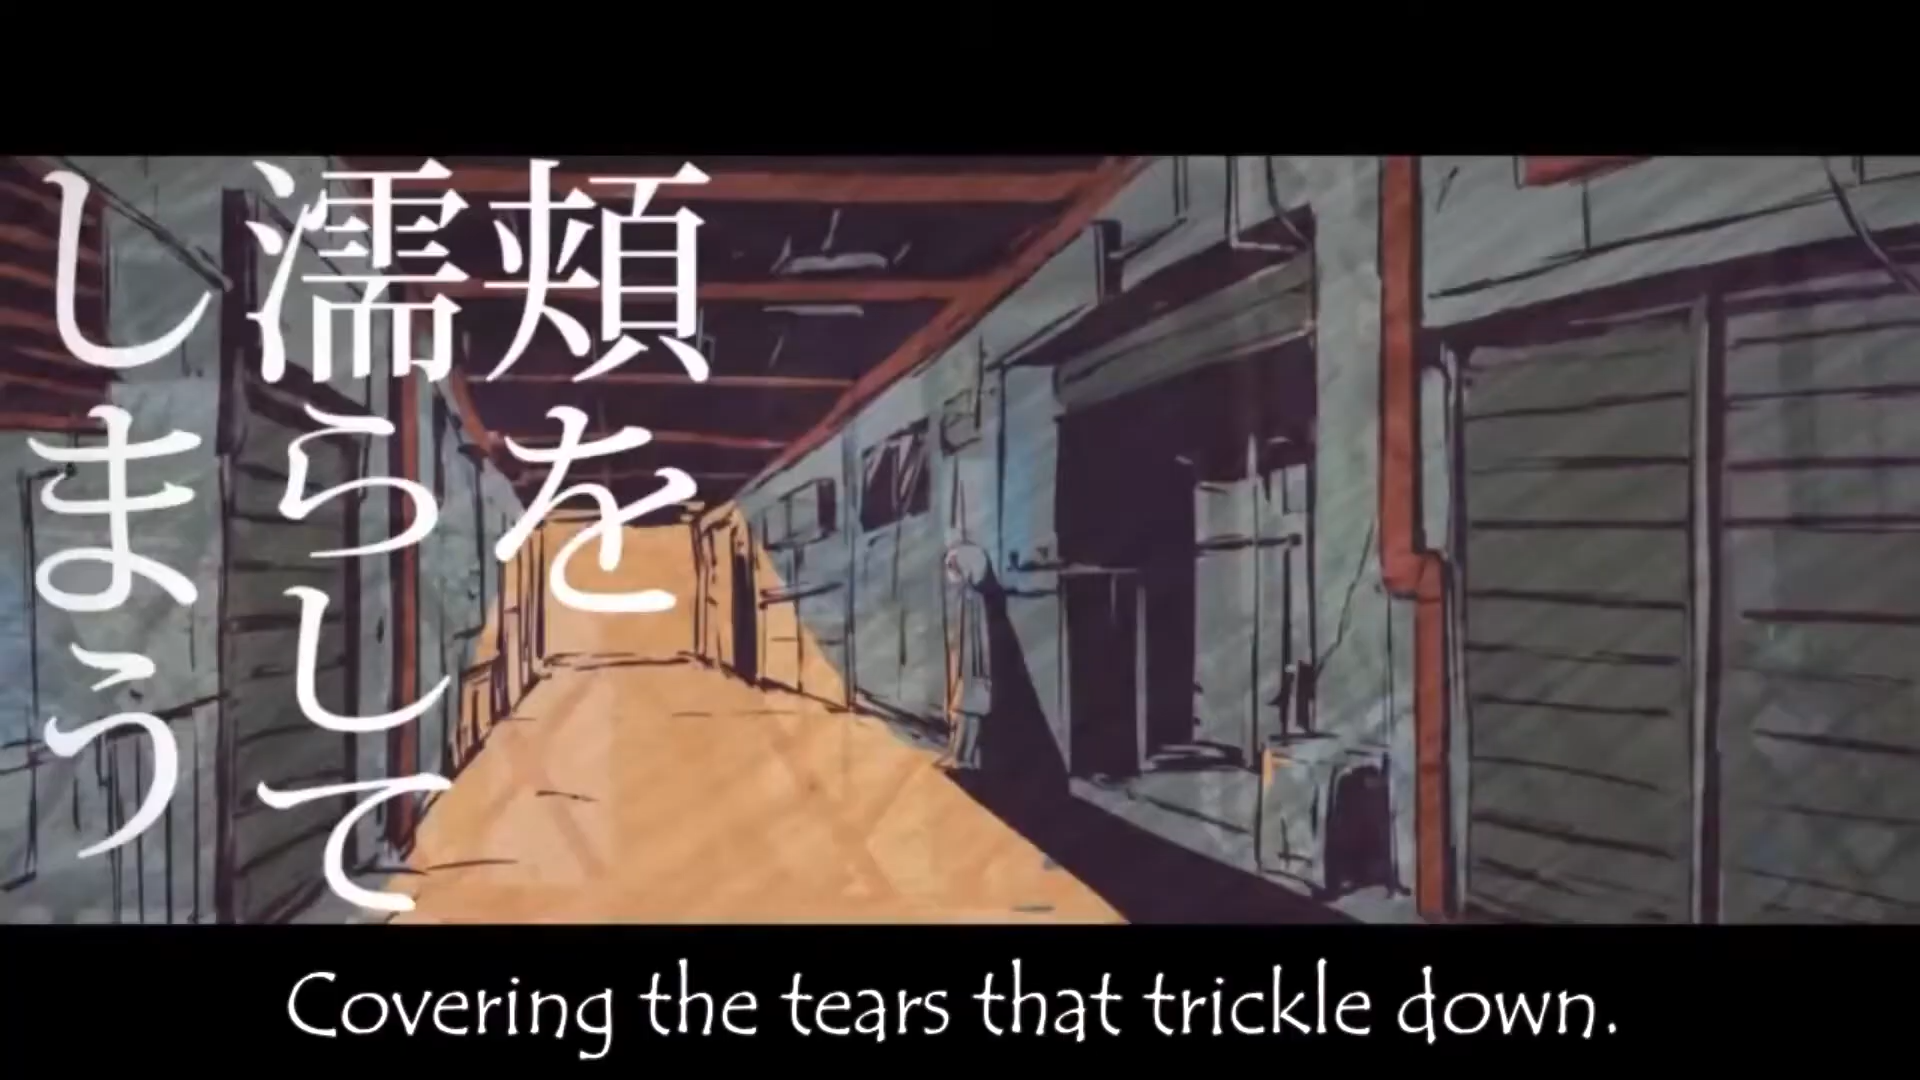 頬を
濡らして
しまう
Covering the tears that trickle down.